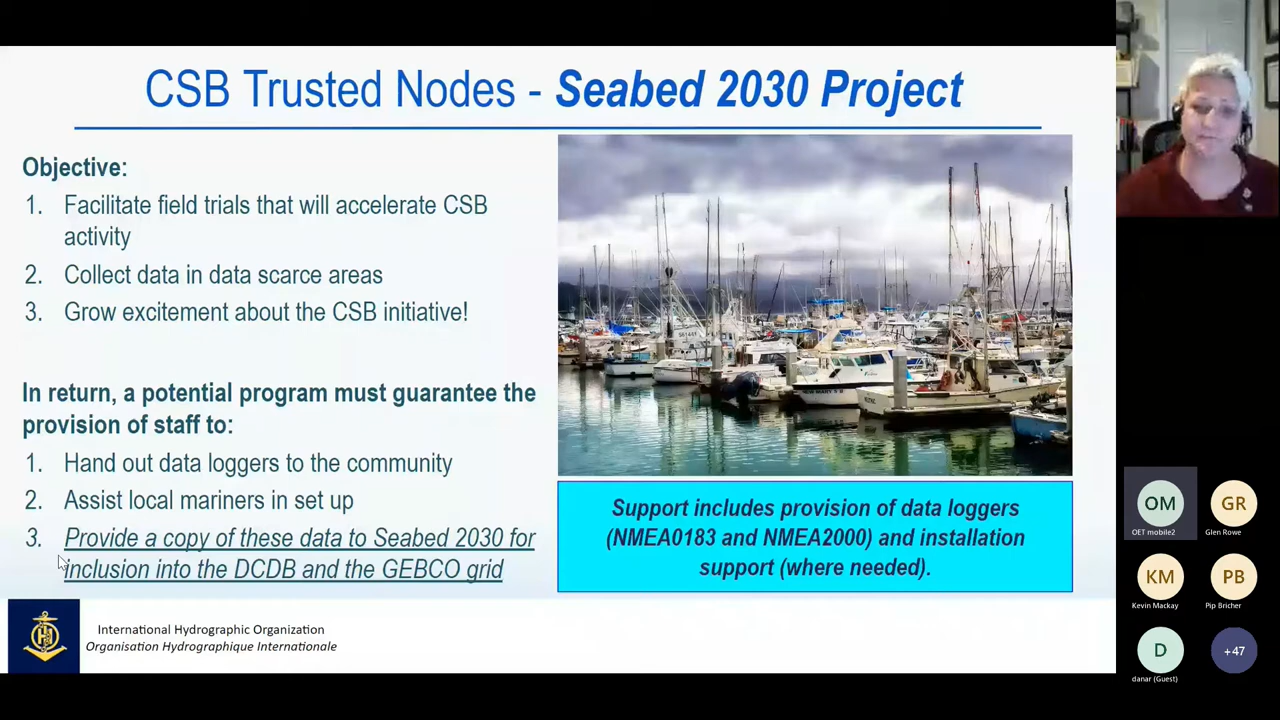 CSB Trusted Nodes - Seabed 2030 Project
Objective:
1. Facilitate field trials that will accelerate CSB
activity
2. Collect data in data scarce areas
3. Grow excitement about the CSB initiative!
In return, a potential program must guarantee the
provision of staff to:
1. Hand out data loggers to the community
2. Assist local mariners in set up
3. Provide a copy of these data to Seabed 2030 for
inclusion into the DCDB and the GEBCO grid
Support includes provision of data loggers
(NMEA0183 and NMEA2000) and installation
support (where needed).
International Hydrographic Organization
Organisation Hydrographique Internationale
OM
OET mobile2
GR
Glen Rowe
KM
Kevin Mackay
PB
Pip Bricher
D
danar (Guest)
+47